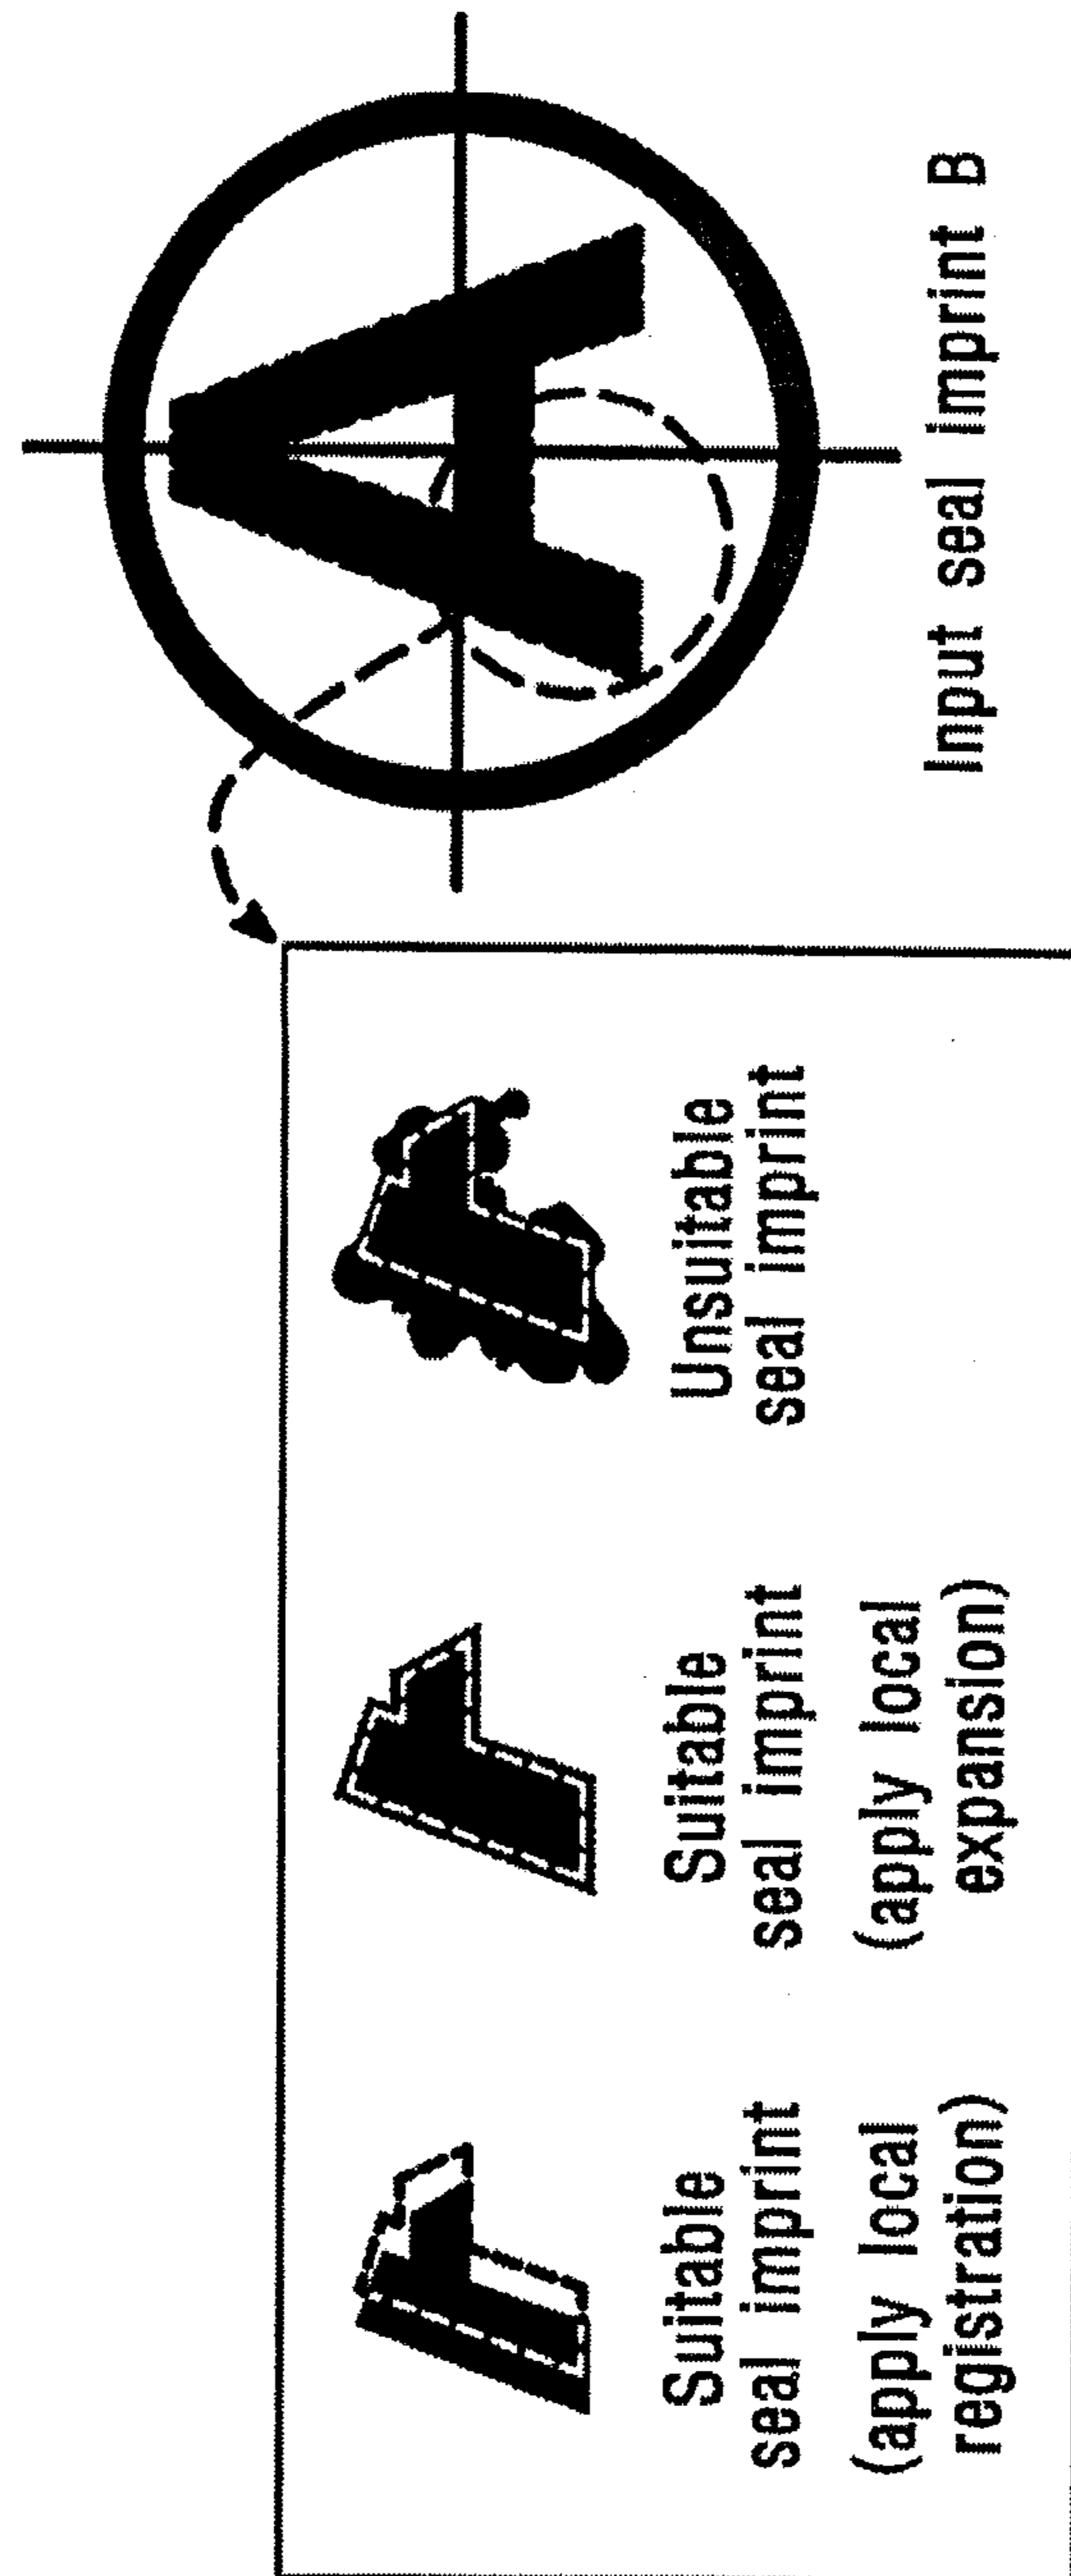 Suitable
seal imprint
(apply local
registration)
Suitable
seal imprint
(apply local
expansion)
Unsuitable
seal imprint
A
Input seal imprint B